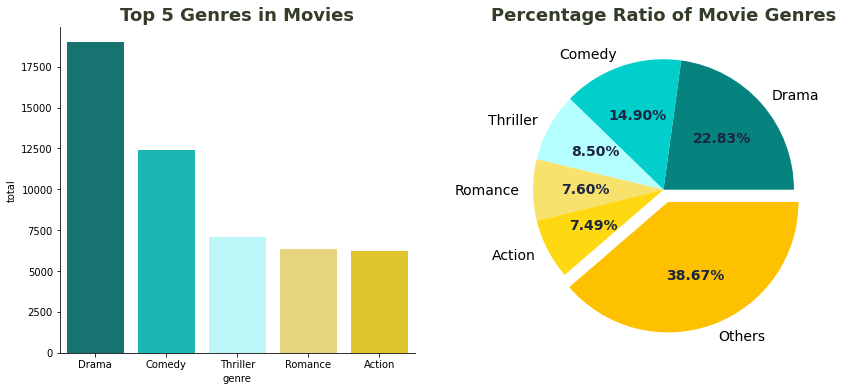 Top 5 Genres in Movies
total
17500
15000
12500
10000
7500
5000
2500
0
Drama
Comedy
Thriller
Romance
Action
genre
Percentage Ratio of Movie Genres
Comedy
Drama
Thriller
Romance
Action
Others
14.90%
22.83%
8.50%
7.60%
7.49%
38.67%